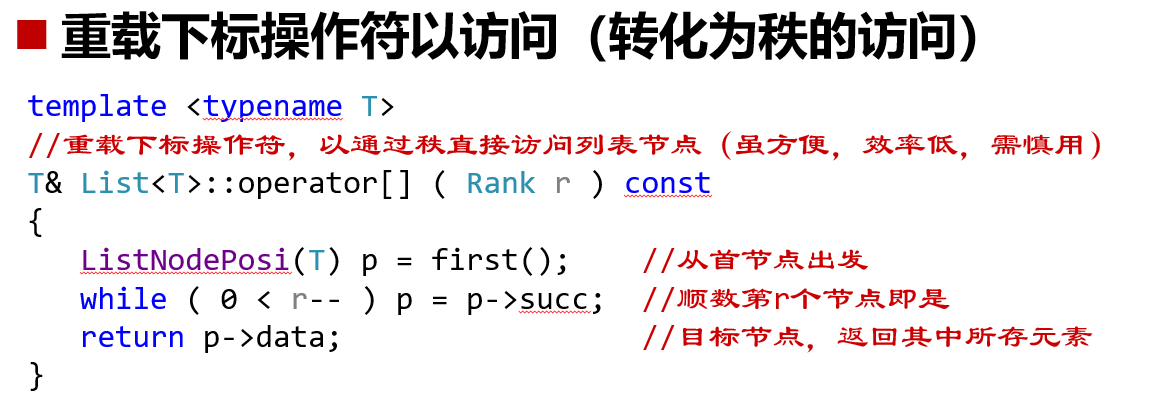 重载下标操作符以访问（转化为秩的访问）
template <typename T>
//重载下标操作符，以通过秩直接访问列表节点（虽方便，效率低，需慎用）
T& List<T>::operator[] ( Rank r ) const
{
ListNodePosi(T) p = first(); //从首节点出发
while ( 0 < r-- ) p = p->succ; //顺数第r个节点即是
return p->data; //目标节点，返回其中所存元素
}